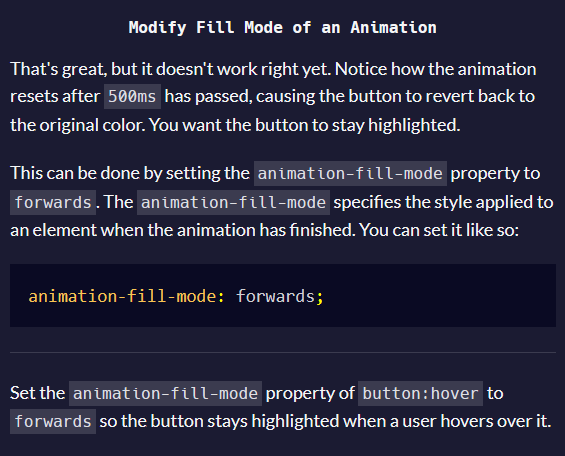 Modify Fill Mode of an Animation
That's great, but it doesn't work right yet. Notice how the animation
resets after 500ms has passed, causing the button to revert back to
the original color. You want the button to stay highlighted.
This can be done by setting the animation-fill-mode property to
forwards. The animation-fill-mode specifies the style applied to
an element when the animation has finished. You can set it like so:
animation-fill-mode: forwards;
Set the animation-fill-mode property of button:hover to
forwards so the button stays highlighted when a user hovers over it.